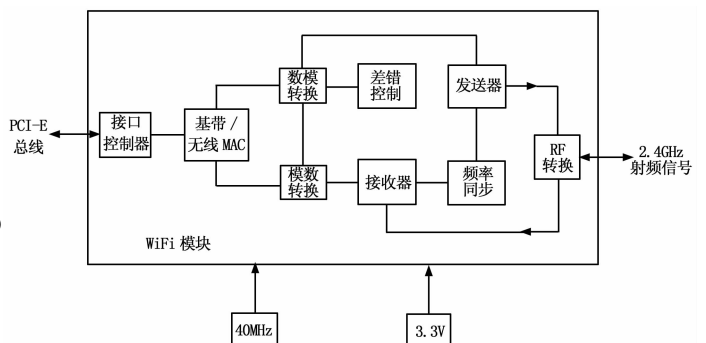 PCI-E
总线
接口
控制器
基带 /
无线 MAC
数模
转换
差错
控制
发送器
模数
转换
接收器
频率
同步
RF
转换
2.4GHz
射频信号
WiFi 模块
40MHz
3.3V